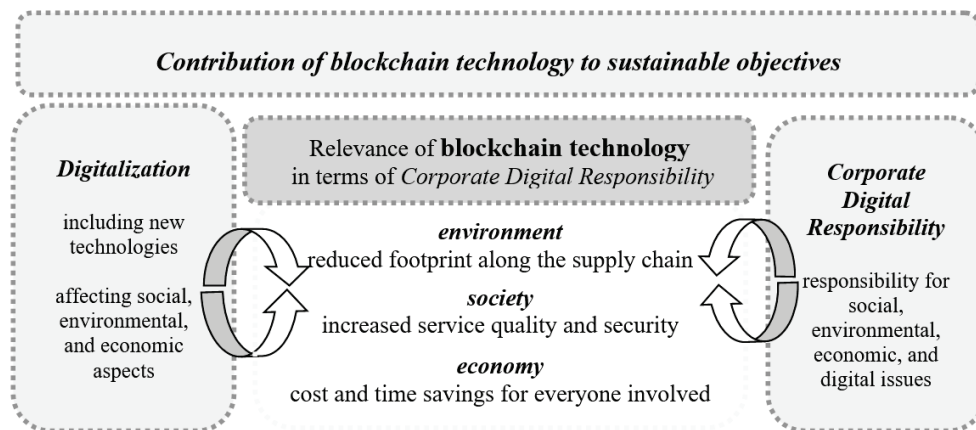 Contribution of blockchain technology to sustainable objectives
Digitalization
including new
technologies
affecting social,
environmental,
and economic
aspects
Relevance of blockchain technology
in terms of Corporate Digital Responsibility
environment
reduced footprint along the supply chain
society
increased service quality and security
economy
cost and time savings for everyone involved
Corporate
Digital
Responsibility
responsibility for
social,
environmental,
economic, and
digital issues